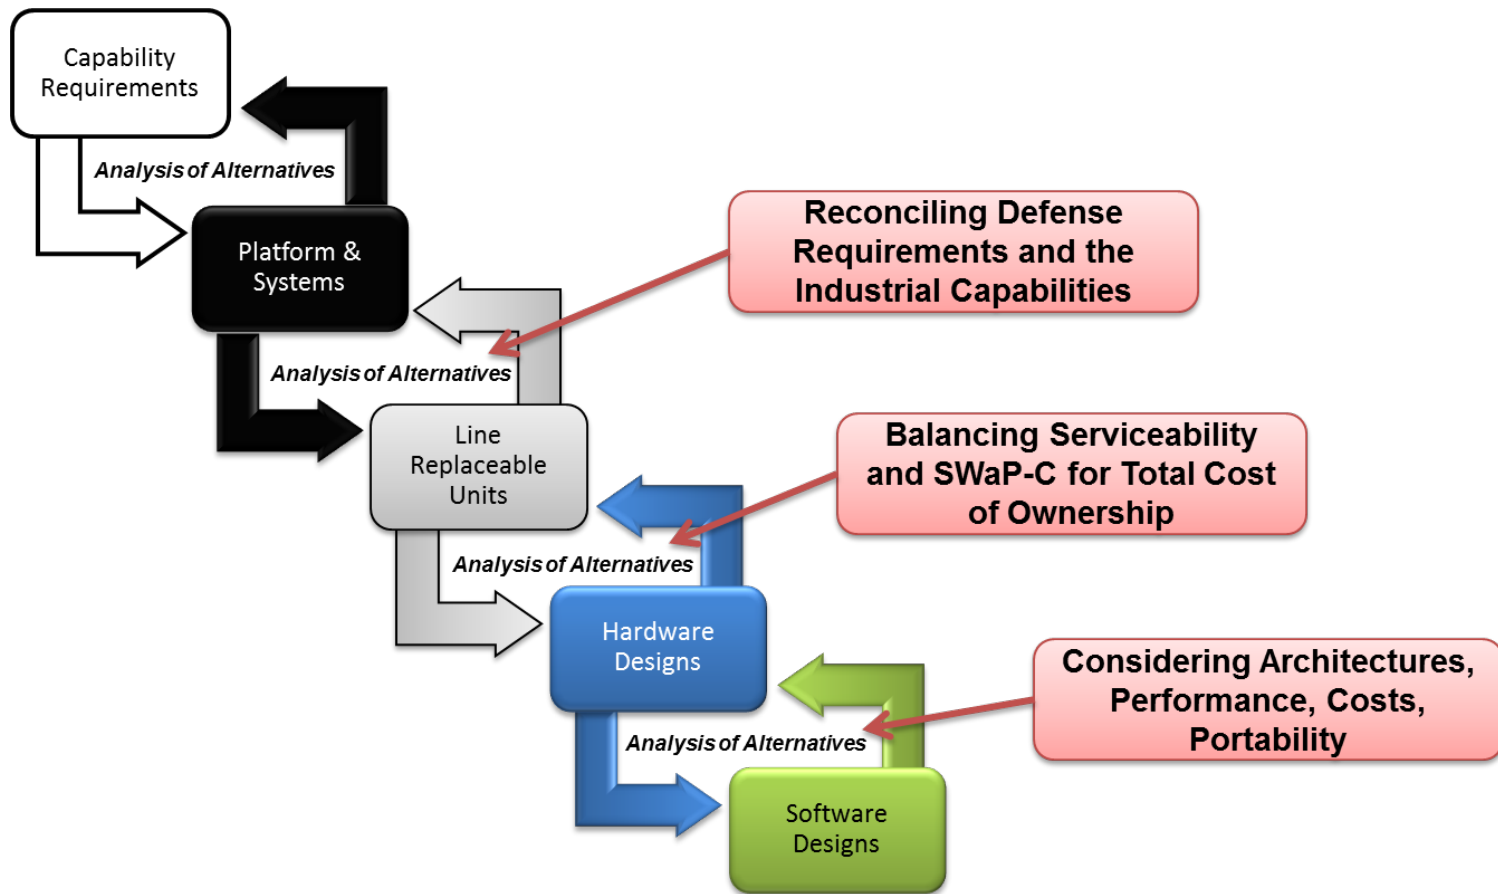 Capability
Requirements
Analysis of Alternatives
Platform &
Systems
Reconciling Defense
Requirements and the
Industrial Capabilities
Analysis of Alternatives
Line
Replaceable
Units
Balancing Serviceability
and SWaP-C for Total Cost
of Ownership
Analysis of Alternatives
Hardware
Designs
Considering Architectures,
Performance, Costs,
Portability
Analysis of Alternatives
Software
Designs